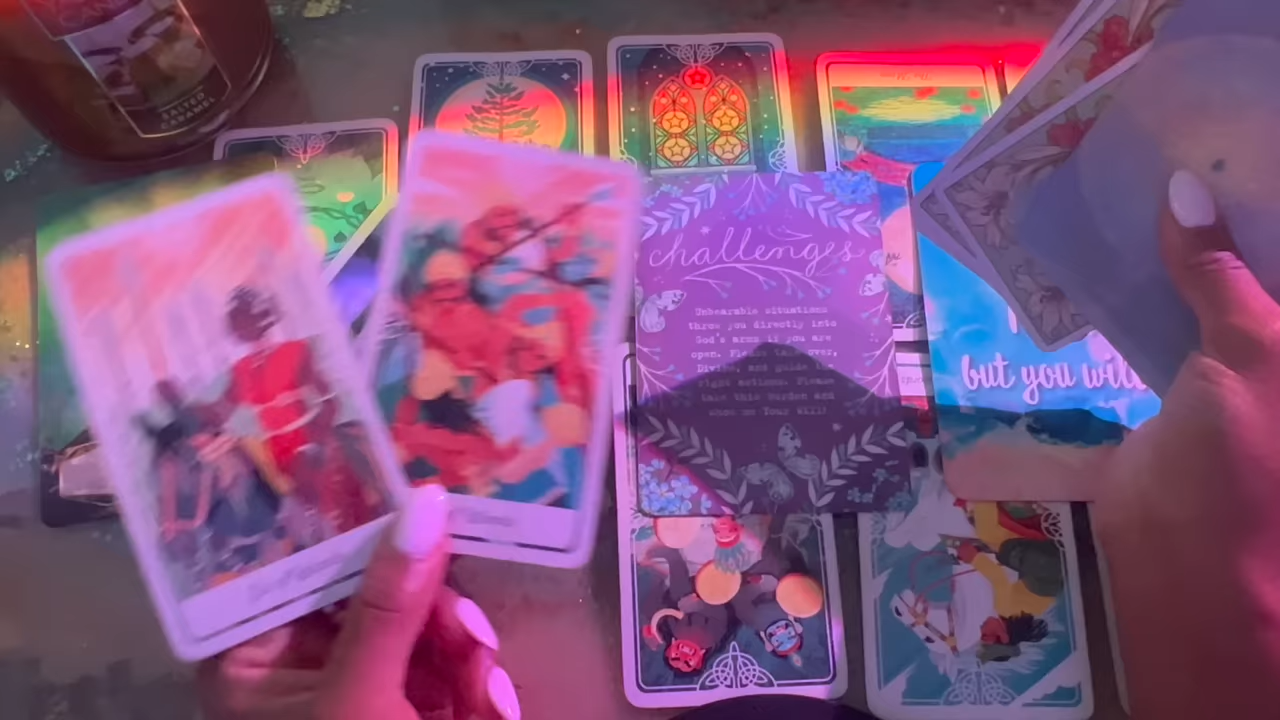 SALTED
CARAMEL
challenges
Unbearable situations
throw you directly into
God's arms if you are
open. Please take over,
Divine, and guide the
right actions. Please
take this burden and
show me Your Will!
but you will